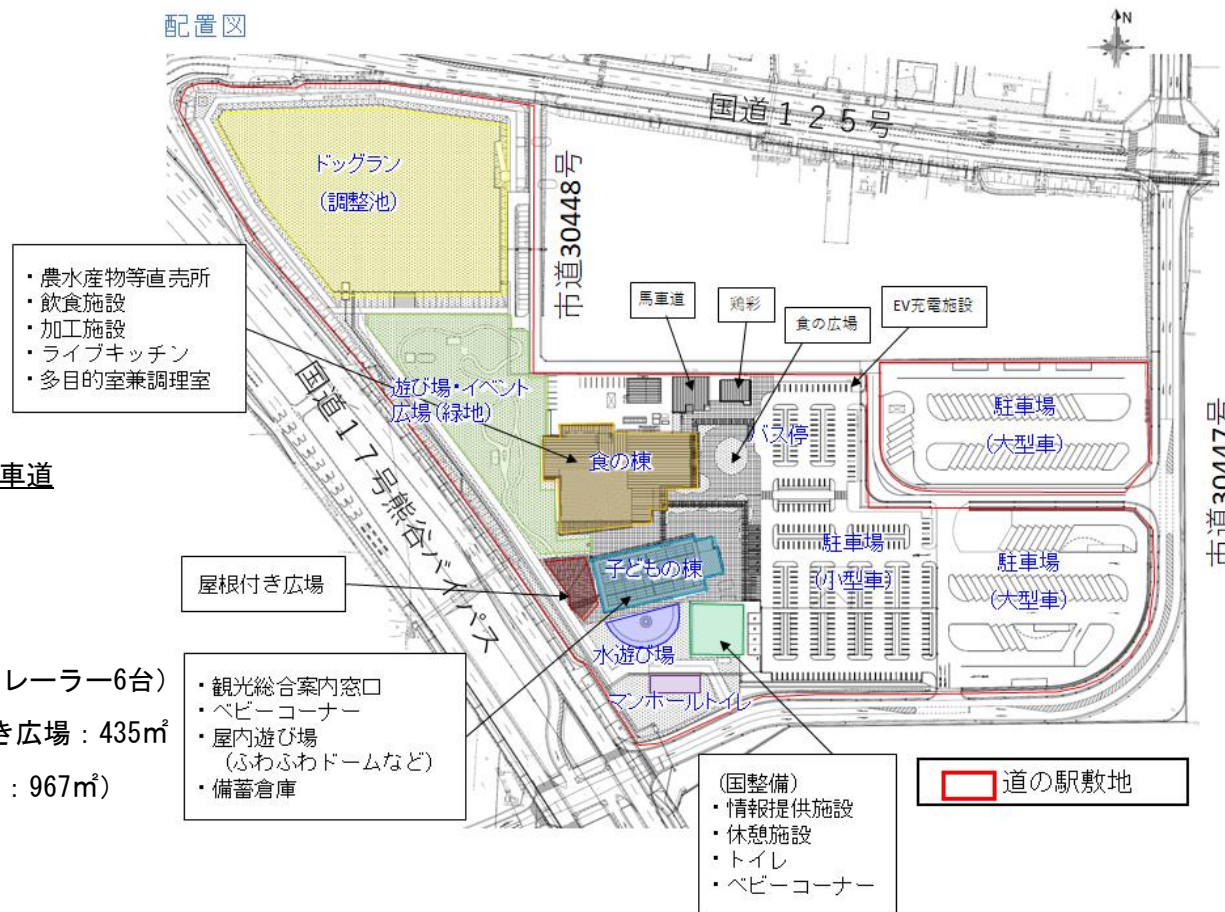 配置図
N
国道１２５号
ドッグラン
(調整池)
市道30448号
・農水産物等直売所
・飲食施設
・加工施設
・ライブキッチン
・多目的室兼調理室
馬車道
鶏彩
食の広場
EV充電施設
遊び場・イベント
広場(緑地)
バス停
駐車場
(大型車)
市道30447号
食の棟
車道
国道１７号熊谷バイパス
駐車場
(小型車)
駐車場
(大型車)
屋根付き広場
子どもの棟
水遊び場
マンホールトイレ
レーラー6台）
き広場：435㎡
：967㎡）
・観光総合案内窓口
・ベビーコーナー
・屋内遊び場
（ふわふわドームなど）
・備蓄倉庫
(国整備)
・情報提供施設
・休憩施設
・トイレ
・ベビーコーナー
道の駅敷地